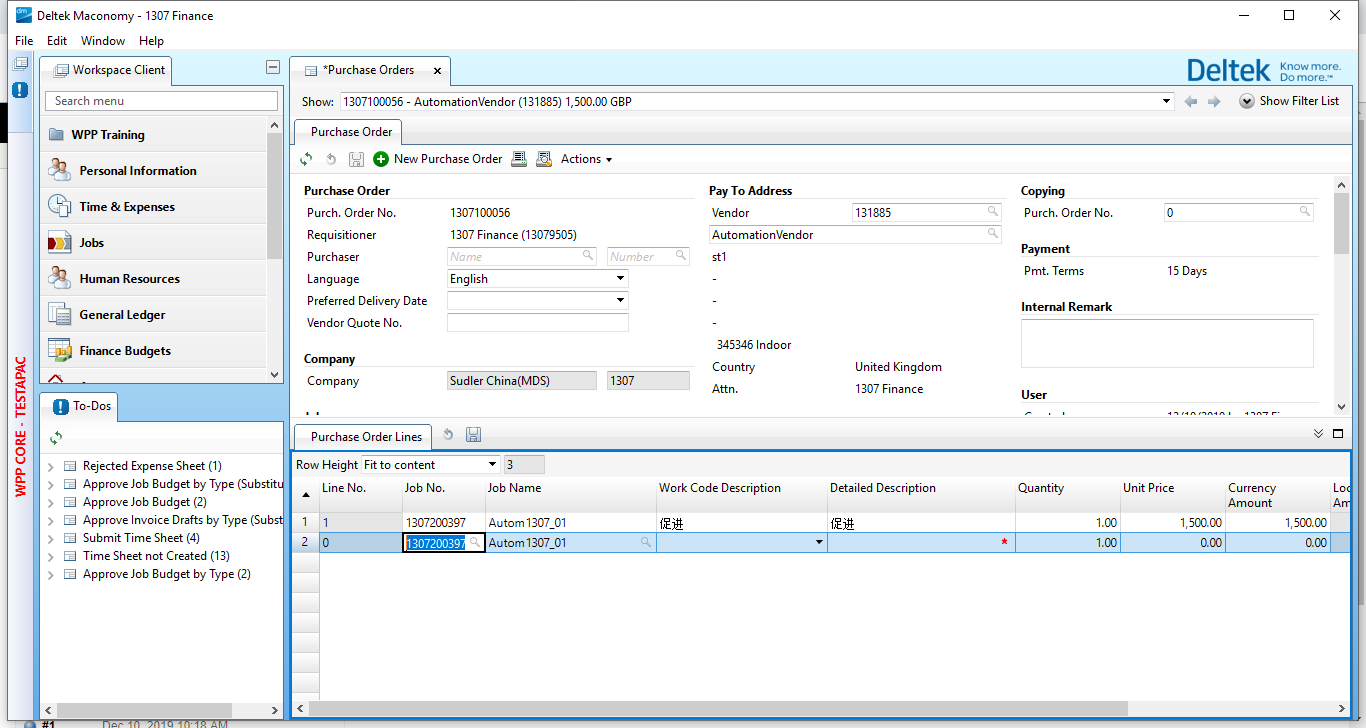 Deltek Maconomy - 1307 Finance
File Edit Window Help
Workspace Client
Search menu
WPP Training
Personal Information
Time & Expenses
Jobs
Human Resources
General Ledger
Finance Budgets
WPP CORE - TESTAPAC
To-Dos
Rejected Expense Sheet (1)
Approve Job Budget by Type (Substitu
Approve Job Budget (2)
Approve Invoice Drafts by Type (Subst
Submit Time Sheet (4)
Time Sheet not Created (13)
Approve Job Budget by Type (2)
*Purchase Orders
Deltek Know more.
Do more.™
Show: 1307100056 - AutomationVendor (131885) 1,500.00 GBP
Show Filter List
Purchase Order
New Purchase Order Actions
Purchase Order
Purch. Order No. 1307100056
Requisitioner 1307 Finance (13079505)
Purchaser Name Number
Language English
Preferred Delivery Date
Vendor Quote No.
Company
Company Sudler China(MDS) 1307
Pay To Address
Vendor 131885
AutomationVendor
st1
-
-
-
345346 Indoor
Country United Kingdom
Attn. 1307 Finance
Copying
Purch. Order No. 0
Payment
Pmt. Terms 15 Days
Internal Remark
User
Purchase Order Lines
Row Height Fit to content 3
Line No. Job No. Job Name Work Code Description Detailed Description Quantity Unit Price Currency Amount
1 1 1307200397 Autom1307_01 促进 促进 1.00 1,500.00 1,500.00
2 0 1307200397 Autom1307_01 * 1.00 0.00 0.00
#1 Dec 10, 2019 10:18 AM